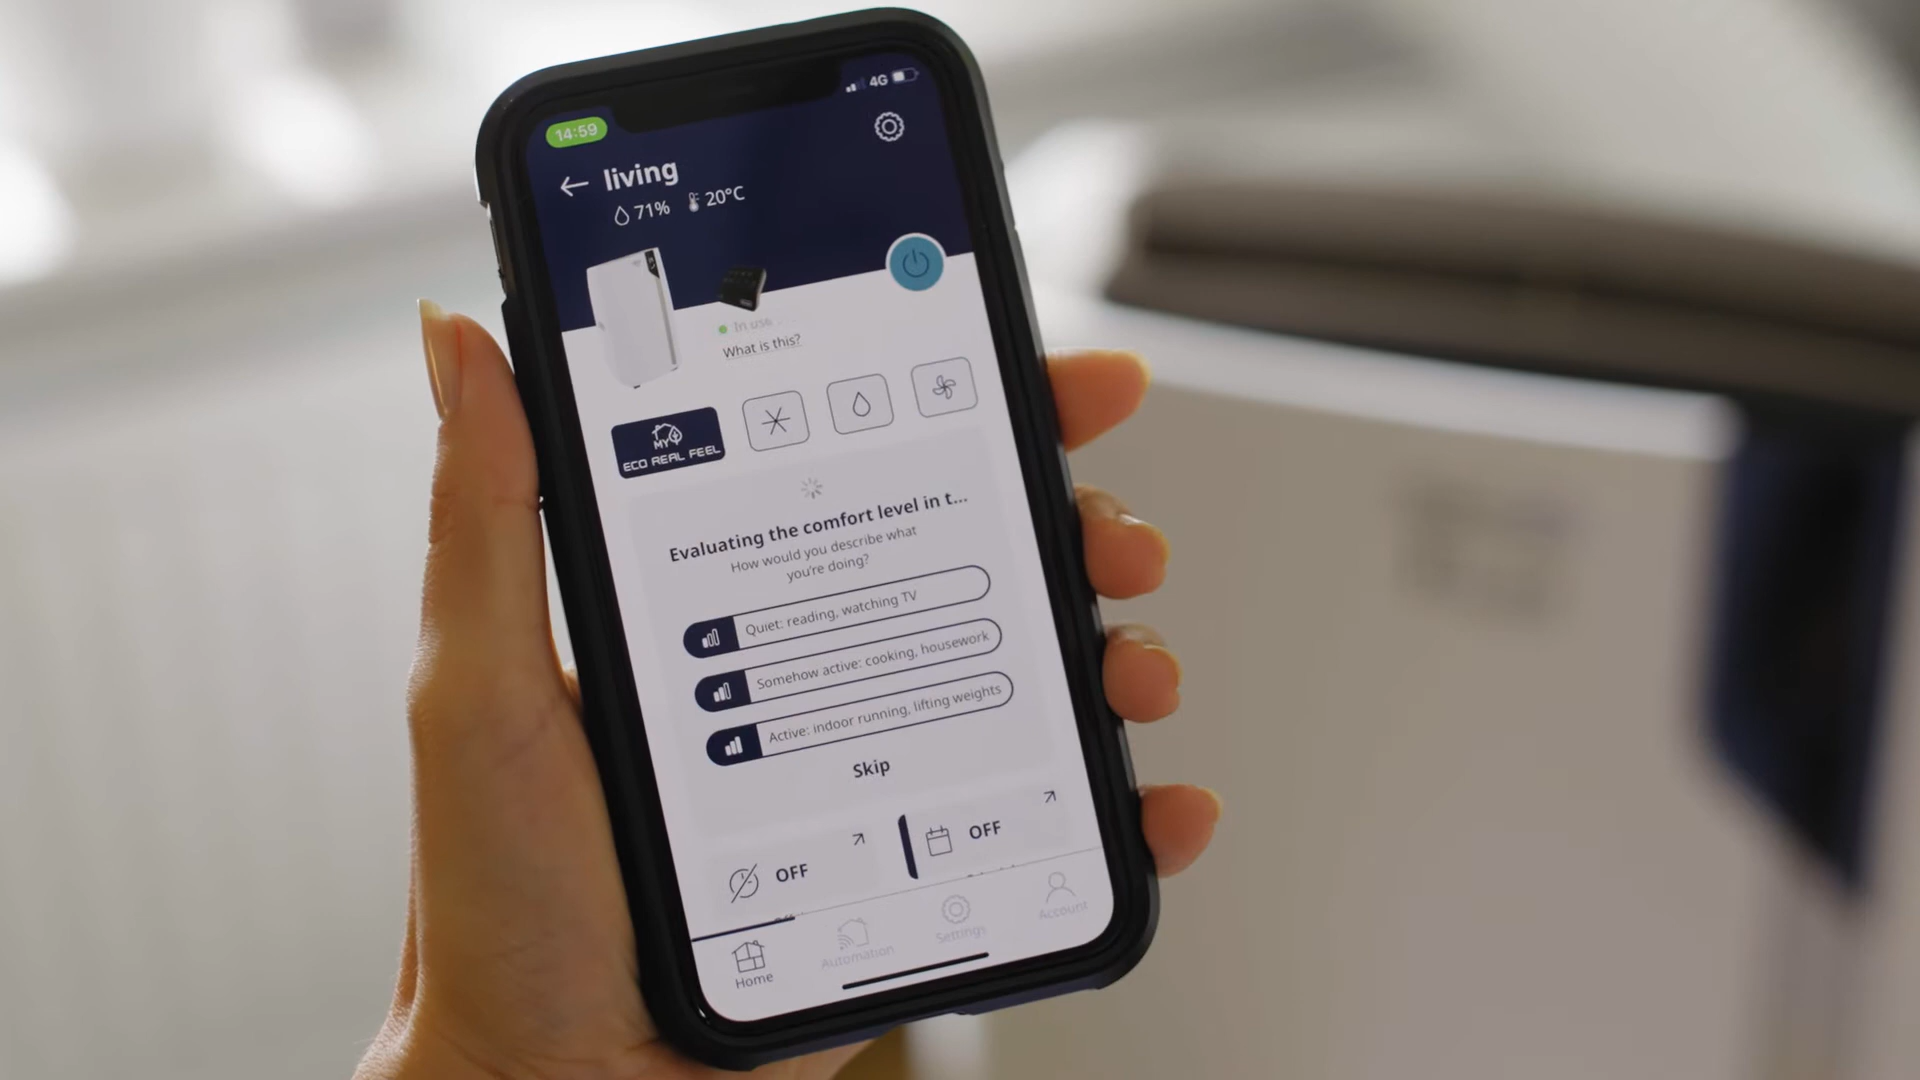 14:59
4G
living
71% 20°C
In use
What is this?
MY
ECO REAL FEEL
Evaluating the comfort level in t...
How would you describe what
you're doing?
Quiet: reading, watching TV
Somehow active: cooking, housework
Active: indoor running, lifting weights
Skip
OFF
OFF
Home
Automation
Settings
Account